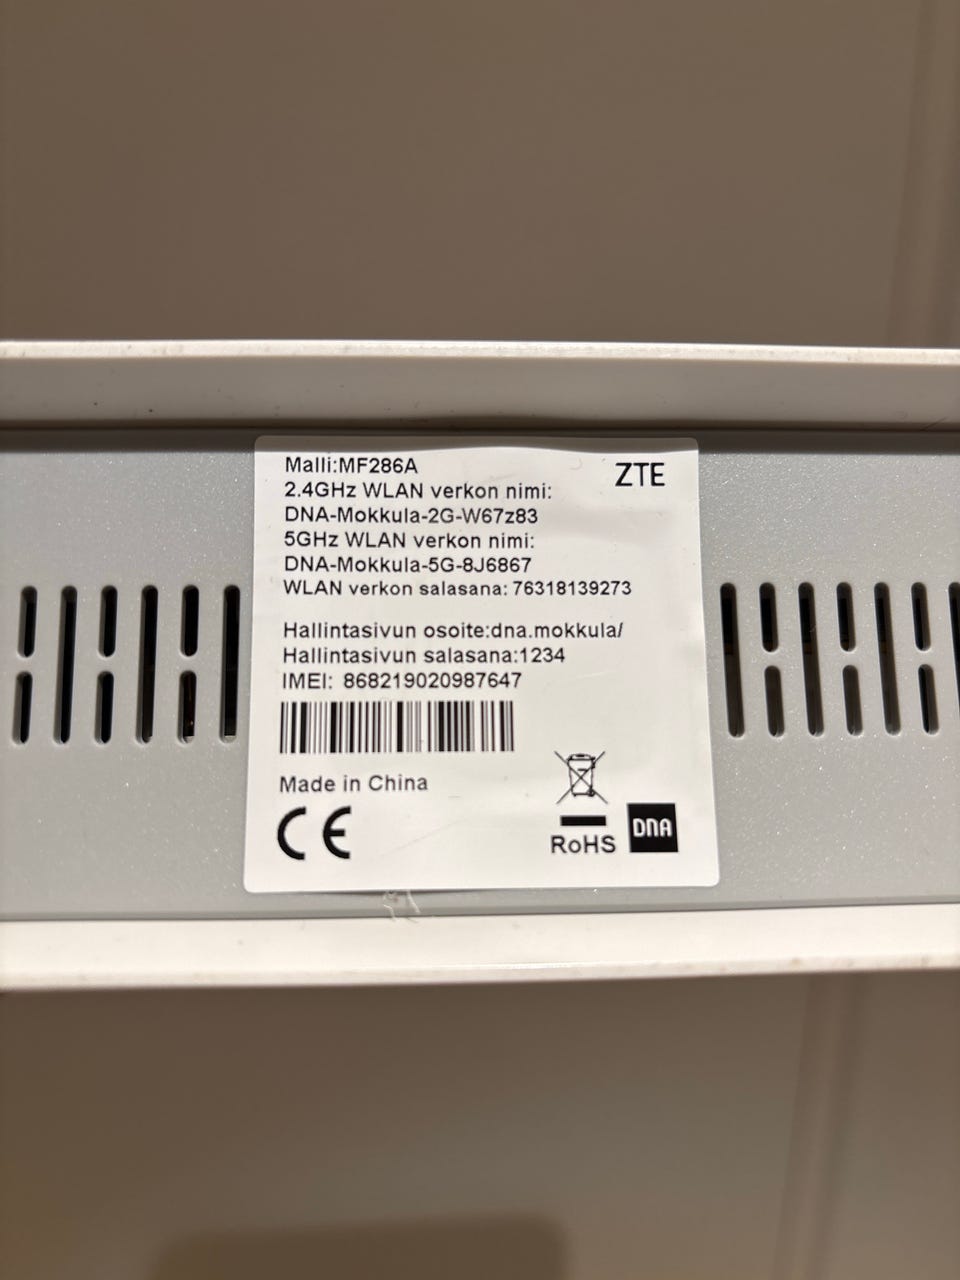 Malli:MF286A
ZTE
2.4GHz WLAN verkon nimi:
DNA-Mokkula-2G-W67z83
5GHz WLAN verkon nimi:
DNA-Mokkula-5G-8J6867
WLAN verkon salasana: 76318139273
Hallintasivun osoite:dna.mokkula/
Hallintasivun salasana:1234
IMEI: 868219020987647
Made in China
CE
RoHS
DNA